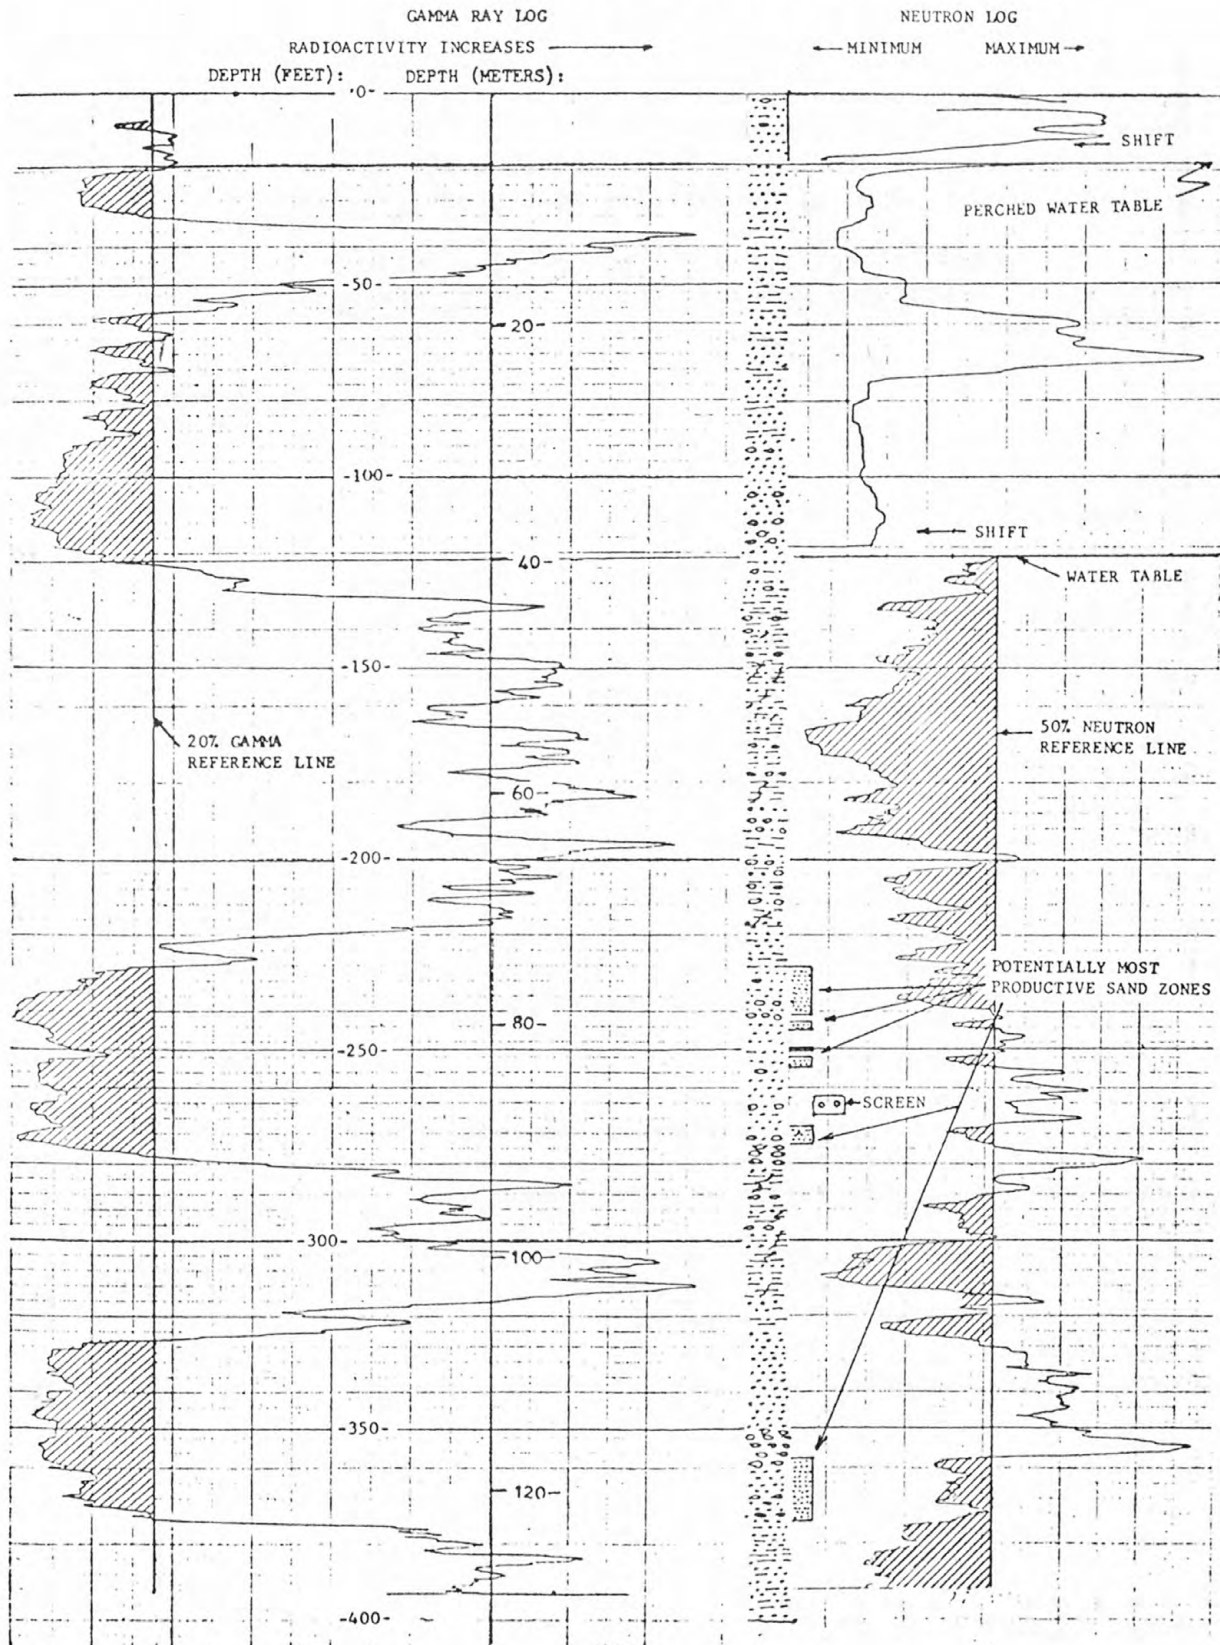 GAMMA RAY LOG
NEUTRON LOG
RADIOACTIVITY INCREASES
MINIMUM
MAXIMUM
DEPTH (FEET):
DEPTH (METERS):
'0-
SHIFT
PERCHED WATER TABLE
-50-
20-
-100-
SHIFT
40-
WATER TABLE
-150-
20% GAMMA
REFERENCE LINE
50% NEUTRON
REFERENCE LINE
60-
-200-
POTENTIALLY MOST
PRODUCTIVE SAND ZONES
80-
-250-
SCREEN
-300-
100-
-350-
120-
-400-